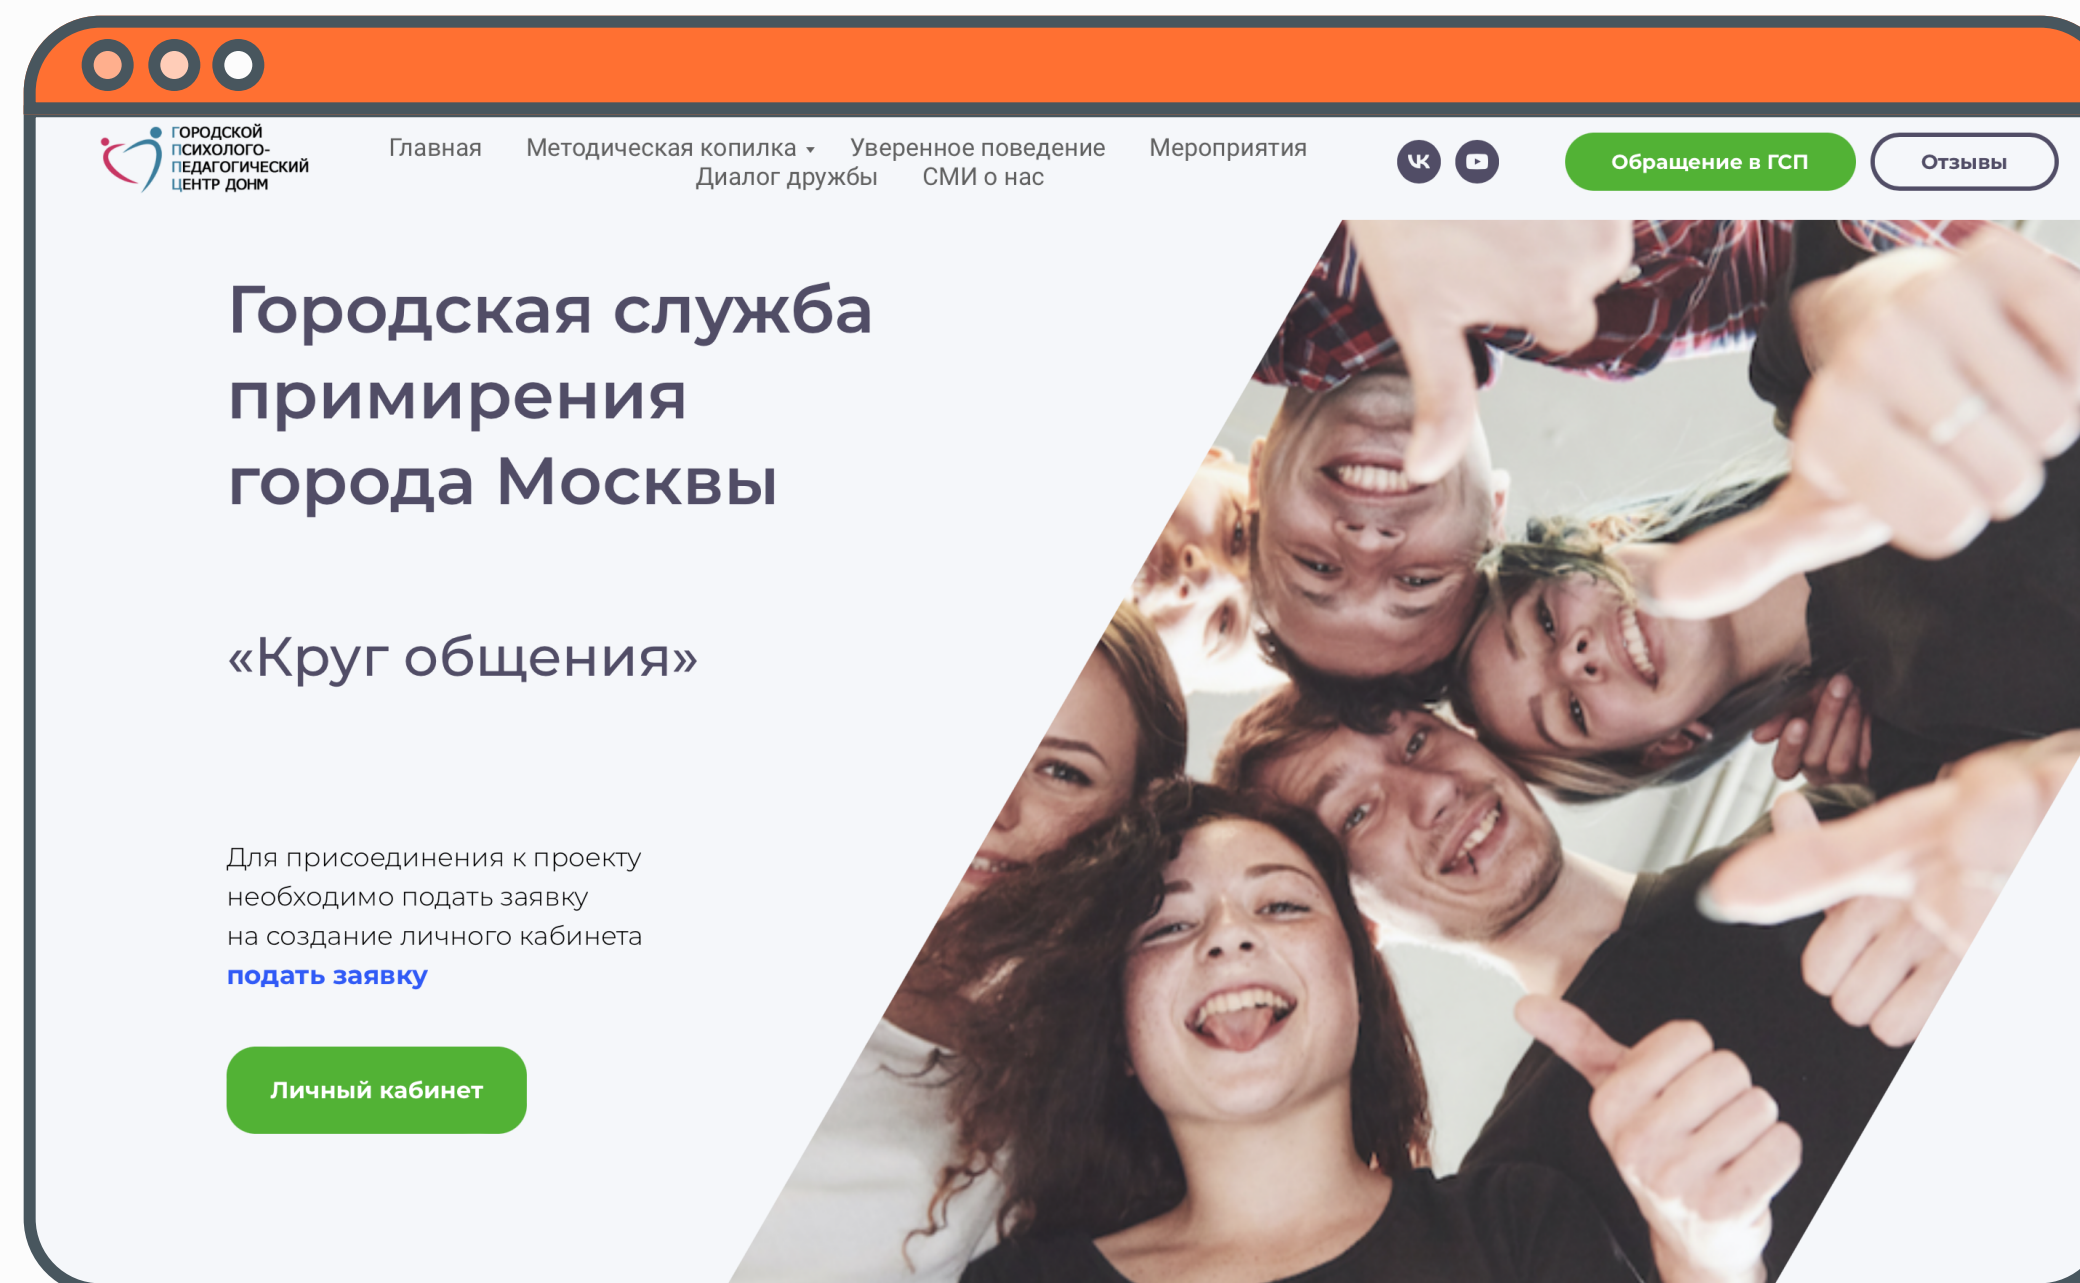 ГОРОДСКОЙ
ПСИХОЛОГО-
ПЕДАГОГИЧЕСКИЙ
ЦЕНТР ДОНМ
Главная Методическая копилка Уверенное поведение Мероприятия
Диалог дружбы СМИ о нас
Обращение в ГСП
Отзывы
Городская служба
примирения
города Москвы
«Круг общения»
Для присоединения к проекту
необходимо подать заявку
на создание личного кабинета
подать заявку
Личный кабинет